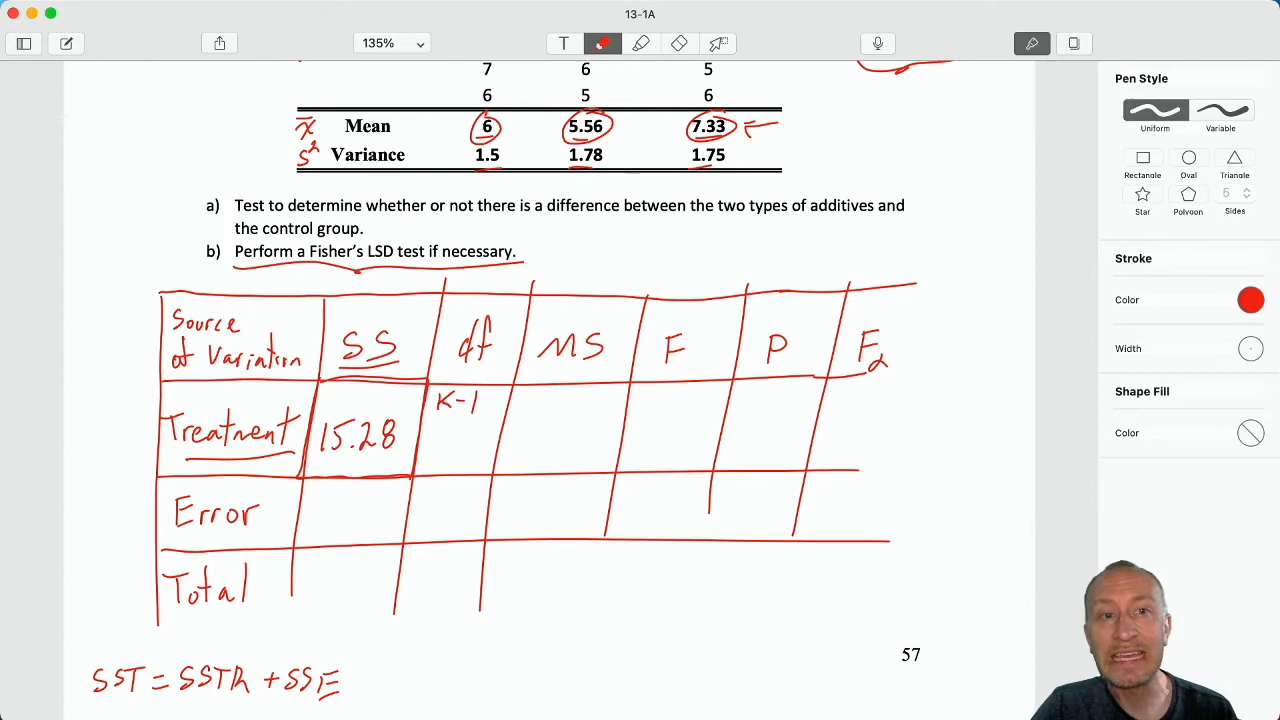 13-1A
135%
T
7 6 5
6 5 6
x̄ Mean 6 5.56 7.33
s² Variance 1.5 1.78 1.75
a) Test to determine whether or not there is a difference between the two types of additives and
the control group.
b) Perform a Fisher's LSD test if necessary.
Source
of Variation SS df MS F P Fα
Treatment 15.28 K-1
Error
Total
SST = SSTR + SSE
57
Pen Style
Uniform Variable
Rectangle Oval Triangle
Star Polygon 5 Sides
Stroke
Color
Width
Shape Fill
Color